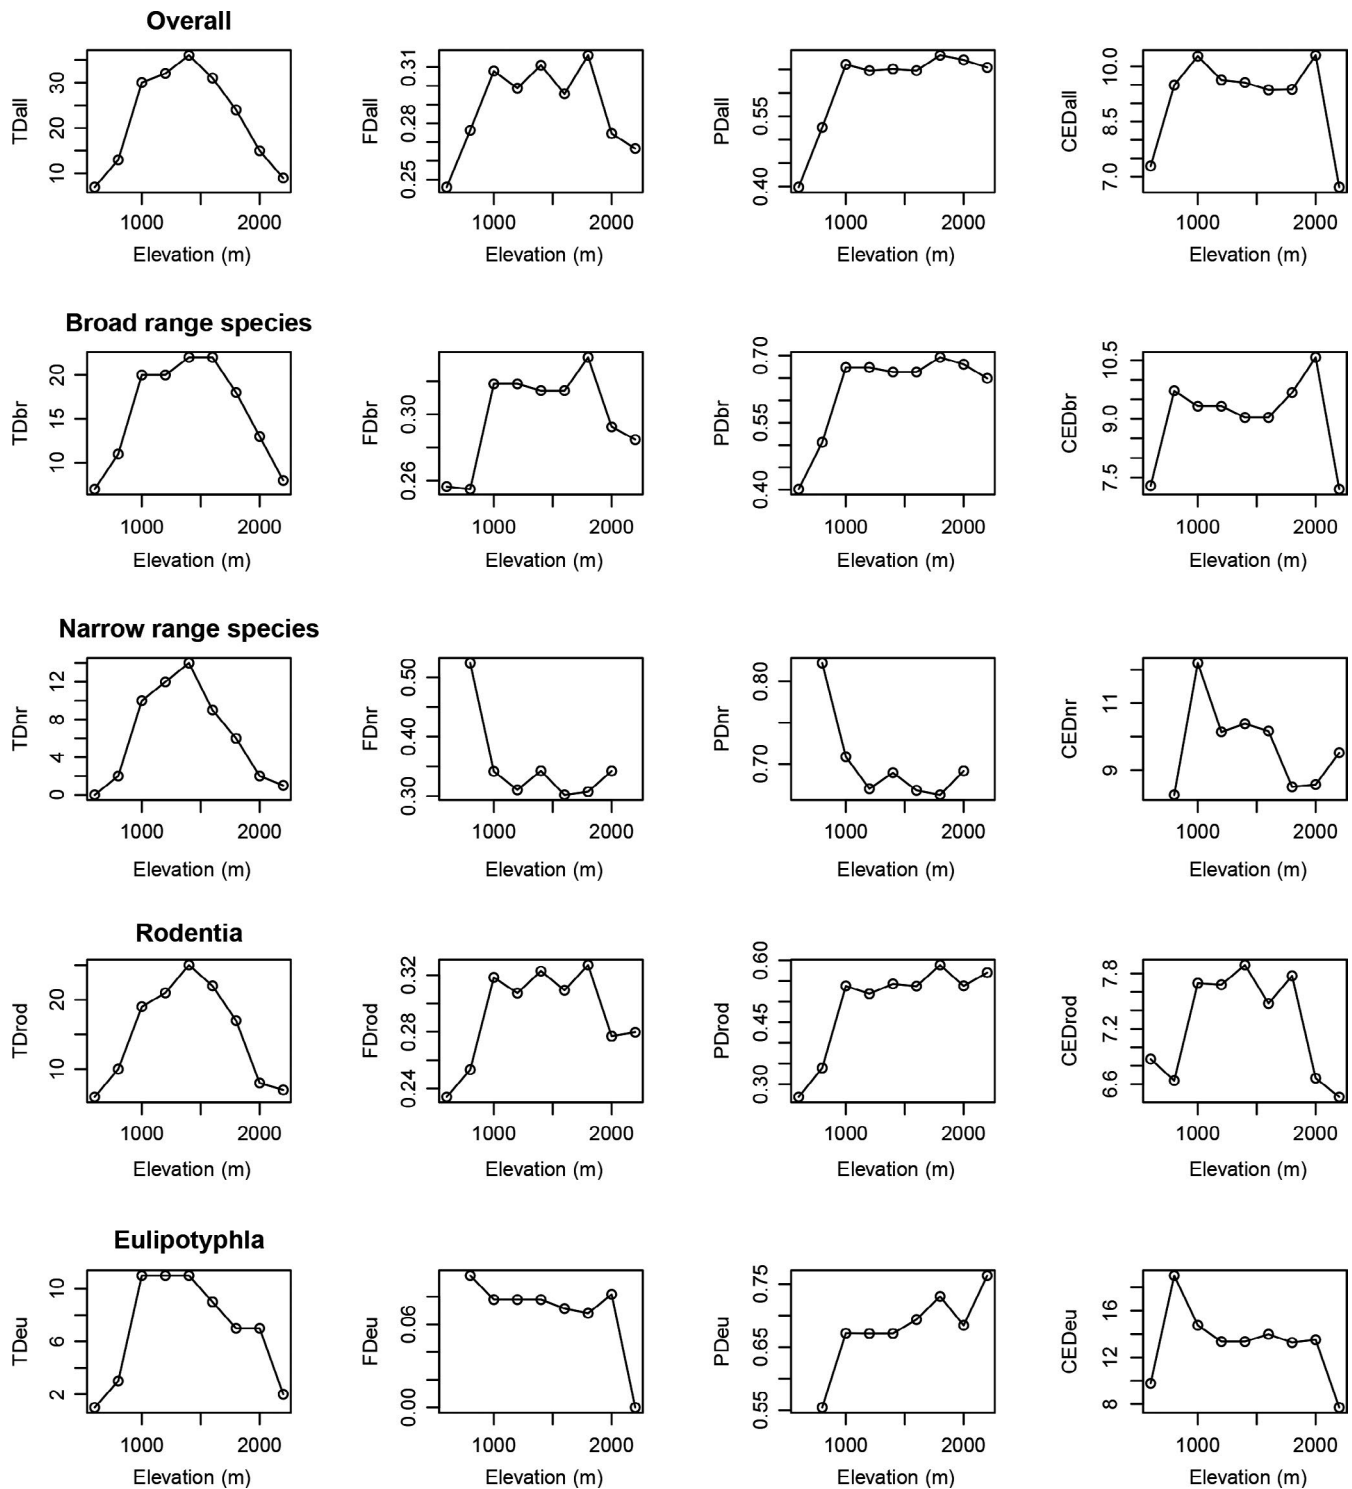 Overall
TDall
10 20 30
1000 2000
Elevation (m)
FDall
0.25 0.28 0.31
1000 2000
Elevation (m)
PDall
0.40 0.55
1000 2000
Elevation (m)
CEDall
7.0 8.5 10.0
1000 2000
Elevation (m)
Broad range species
TDbr
10 15 20
1000 2000
Elevation (m)
FDbr
0.26 0.30
1000 2000
Elevation (m)
PDbr
0.40 0.55 0.70
1000 2000
Elevation (m)
CEDbr
7.5 9.0 10.5
1000 2000
Elevation (m)
Narrow range species
TDnr
0 4 8 12
1000 2000
Elevation (m)
FDnr
0.30 0.40 0.50
1000 2000
Elevation (m)
PDnr
0.70 0.80
1000 2000
Elevation (m)
CEDnr
9 11
1000 2000
Elevation (m)
Rodentia
TDrod
10 20
1000 2000
Elevation (m)
FDrod
0.24 0.28 0.32
1000 2000
Elevation (m)
PDrod
0.30 0.45 0.60
1000 2000
Elevation (m)
CEDrod
6.6 7.2 7.8
1000 2000
Elevation (m)
Eulipotyphla
TDeu
2 6 10
1000 2000
Elevation (m)
FDeu
0.00 0.06
1000 2000
Elevation (m)
PDeu
0.55 0.65 0.75
1000 2000
Elevation (m)
CEDeu
8 12 16
1000 2000
Elevation (m)